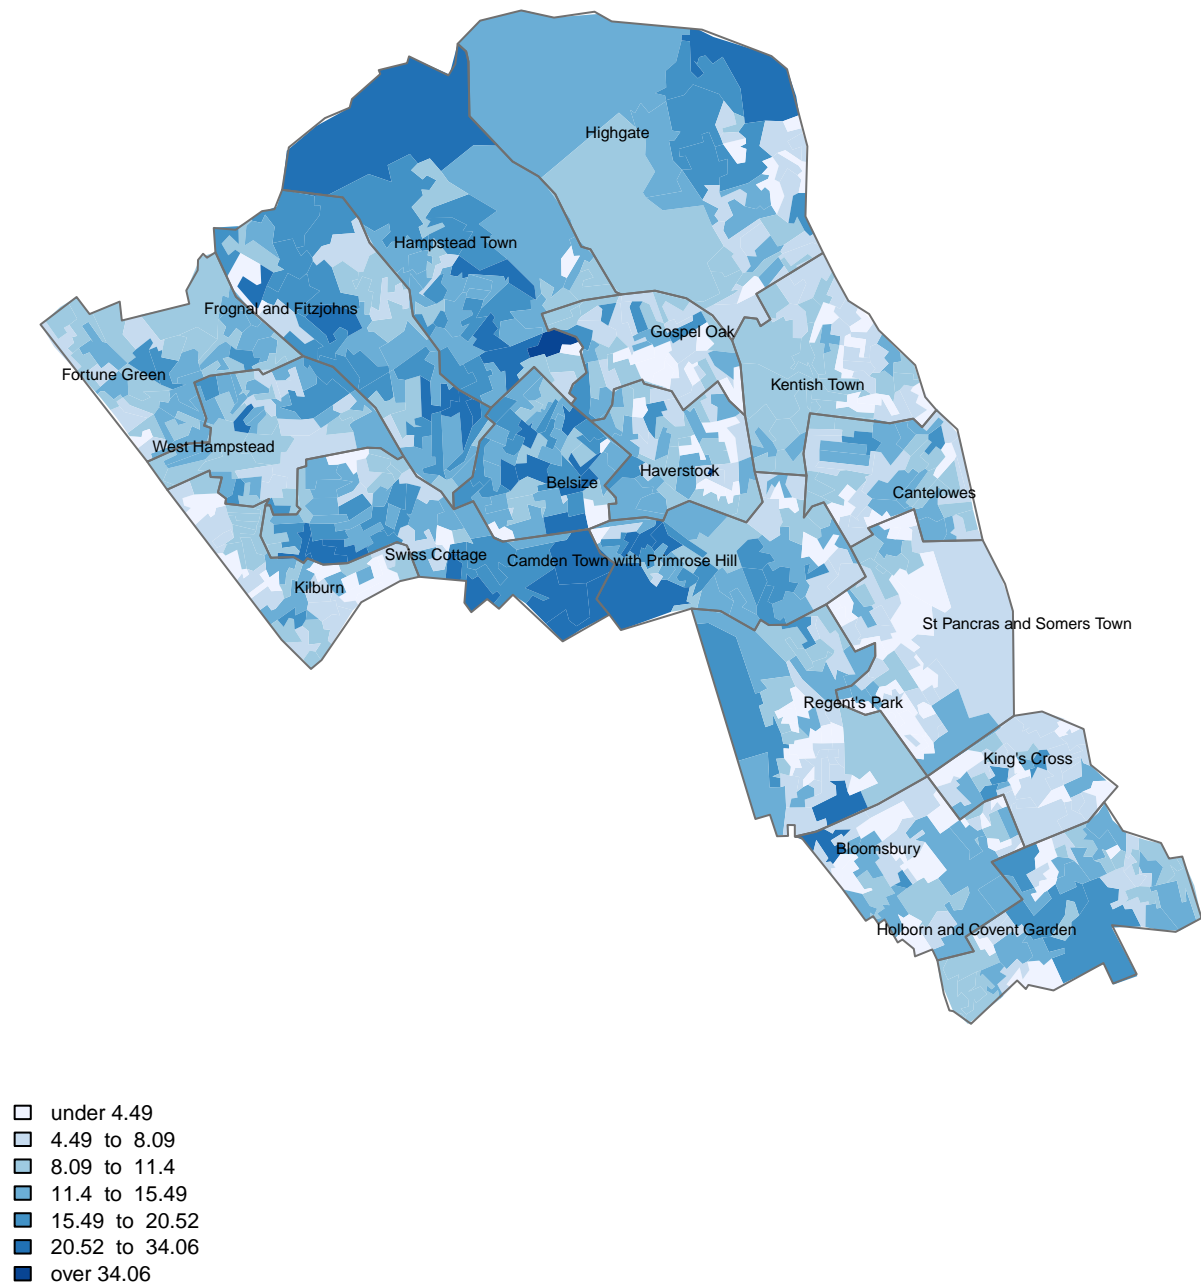 Highgate
Hampstead Town
Frognal and Fitzjohns
Gospel Oak
Fortune Green
Kentish Town
West Hampstead
Haverstock
Belsize
Cantelowes
Swiss Cottage
Camden Town with Primrose Hill
Kilburn
St Pancras and Somers Town
Regent's Park
King's Cross
Bloomsbury
Holborn and Covent Garden
under 4.49
4.49 to 8.09
8.09 to 11.4
11.4 to 15.49
15.49 to 20.52
20.52 to 34.06
over 34.06